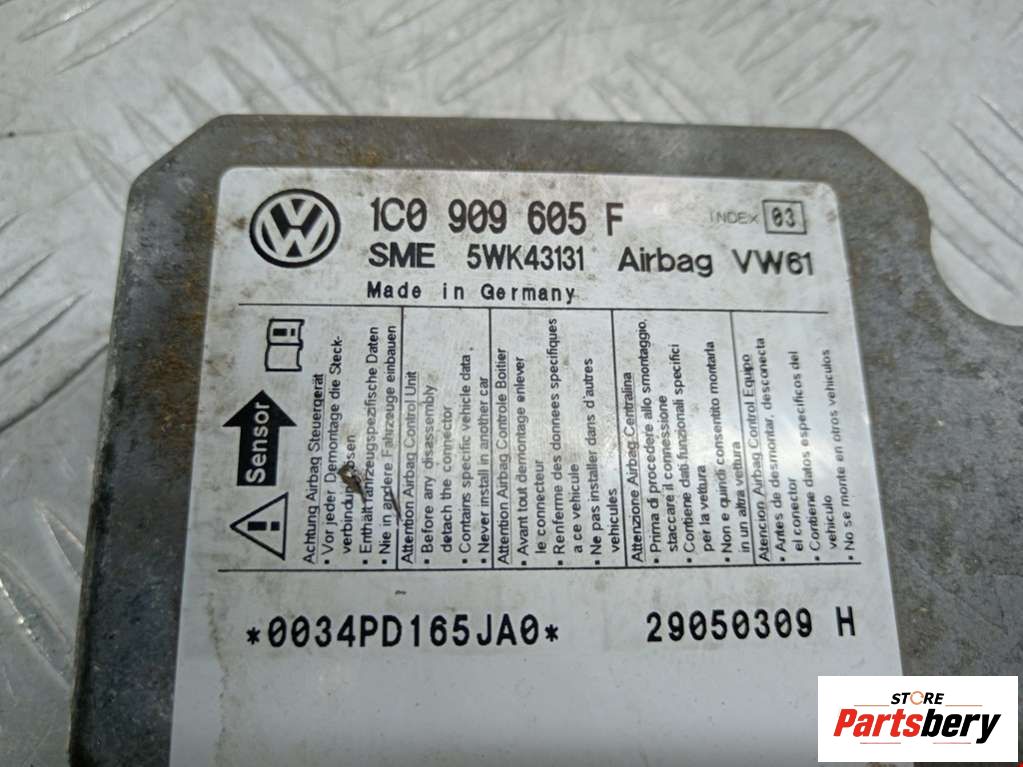 1C0 909 605 F
INDEX 03
SME 5WK43131 Airbag VW61
Made in Germany
Sensor
Achtung Airbag Steuergerät
• Vor jeder Demontage die Steck-
verbindung lösen
• Enthält fahrzeugspezifische Daten
• Nie in andere Fahrzeuge einbauen
Attention Airbag Control Unit
• Before any disassembly
detach the connector
• Contains specific vehicle data,
• Never install in another car
Attention Airbag Controle Boitier
• Avant tout demontage enlever
le connecteur
• Renferme des donnees specifiques
a ce vehicule
• Ne pas installer dans d'autres
vehicules
Attenzione Airbag Centralina
• Prima di procedere allo smontaggio,
staccare il connessione
• Contiene dati funzionali specifici
per la vettura
• Non e quindi consentito montarla
in un altra vettura
Atencion Airbag Control Equipo
• Antes de desmontar, desconecta
el conector
• Contiene datos especificos del
vehiculo
• No se monte en otros vehiculos
*0034PD165JA0* 29050309 H
STORE
Partsbery